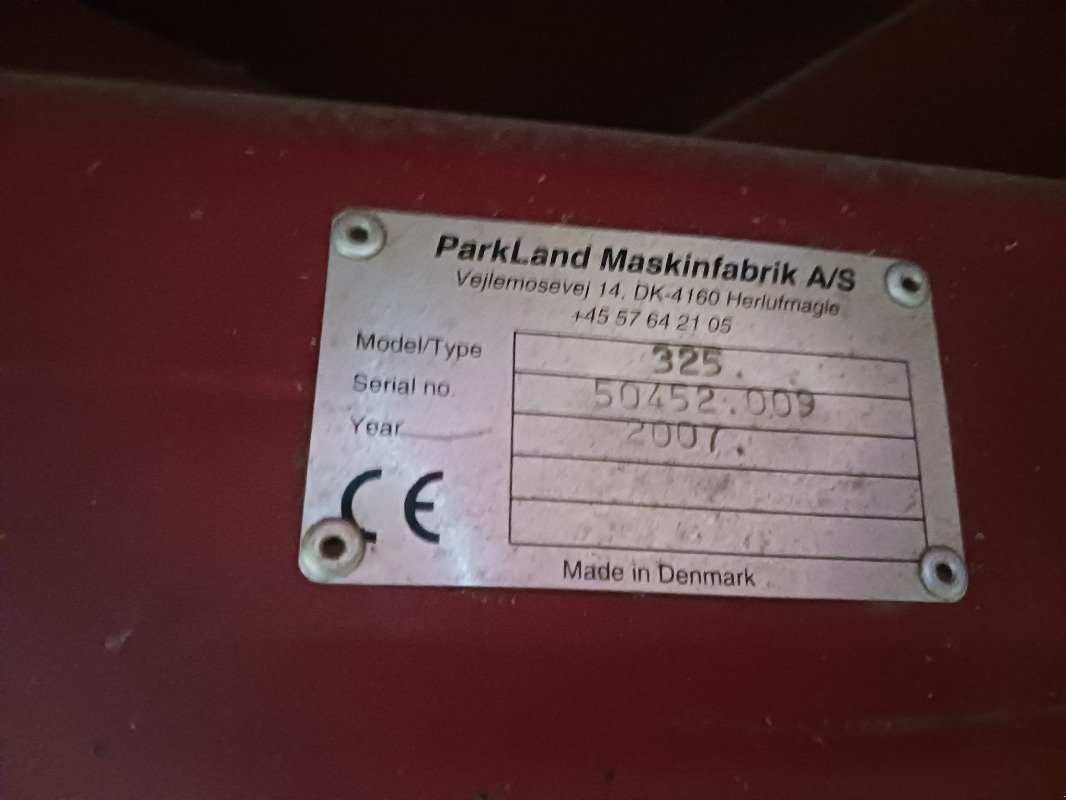 ParkLand Maskinfabrik A/S
Vejlemosevej 14, DK-4160 Herlufmagle
+45 57 64 21 05
Model/Type 325.
Serial no. 50452.009
Year 2007.
CE
Made in Denmark